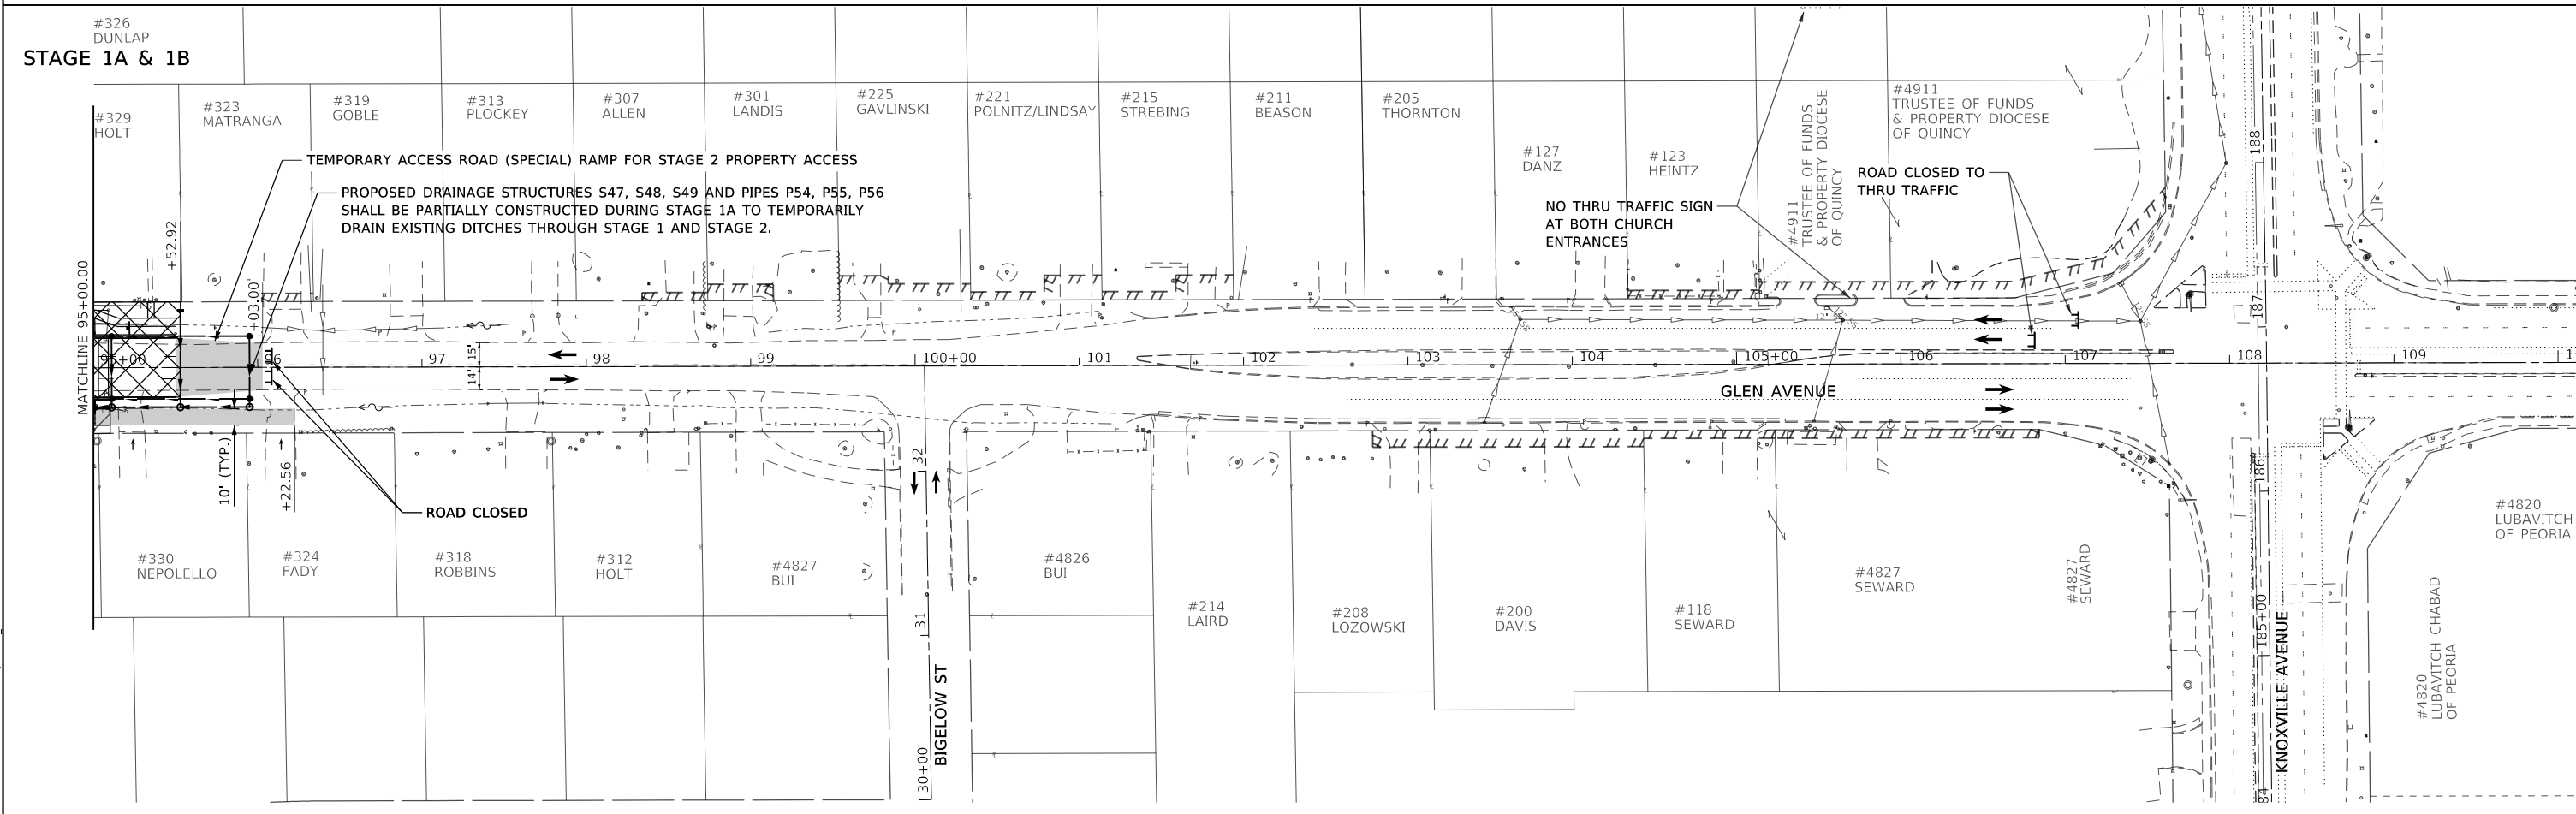 #326
DUNLAP
STAGE 1A & 1B
#329
HOLT
#323
MATRANGA
#319
GOBLE
#313
PLOCKEY
#307
ALLEN
#301
LANDIS
#225
GAVLINSKI
#221
POLNITZ/LINDSAY
#215
STREBING
#211
BEASON
#205
THORNTON
#127
DANZ
#123
HEINTZ
#4911
TRUSTEE OF FUNDS
& PROPERTY DIOCESE
OF QUINCY
#4911
TRUSTEE OF FUNDS
& PROPERTY DIOCESE
OF QUINCY
TEMPORARY ACCESS ROAD (SPECIAL) RAMP FOR STAGE 2 PROPERTY ACCESS
PROPOSED DRAINAGE STRUCTURES S47, S48, S49 AND PIPES P54, P55, P56
SHALL BE PARTIALLY CONSTRUCTED DURING STAGE 1A TO TEMPORARILY
DRAIN EXISTING DITCHES THROUGH STAGE 1 AND STAGE 2.
NO THRU TRAFFIC SIGN
AT BOTH CHURCH
ENTRANCES
ROAD CLOSED TO
THRU TRAFFIC
+52.92
+03.00'
MATCHLINE 95+00.00
95+00
96
97
98
99
100+00
101
102
103
104
105+00
106
107
108
109
15'
14'
12'
GLEN AVENUE
10' (TYP.)
+22.56
ROAD CLOSED
#330
NEPOLELLO
#324
FADY
#318
ROBBINS
#312
HOLT
#4827
BUI
#4826
BUI
#214
LAIRD
#208
LOZOWSKI
#200
DAVIS
#118
SEWARD
#4827
SEWARD
#4827
SEWARD
32
31
30+00
BIGELOW ST
188
187
186
185+00
KNOXVILLE AVENUE
#4820
LUBAVITCH
OF PEORIA
#4820
LUBAVITCH CHABAD
OF PEORIA